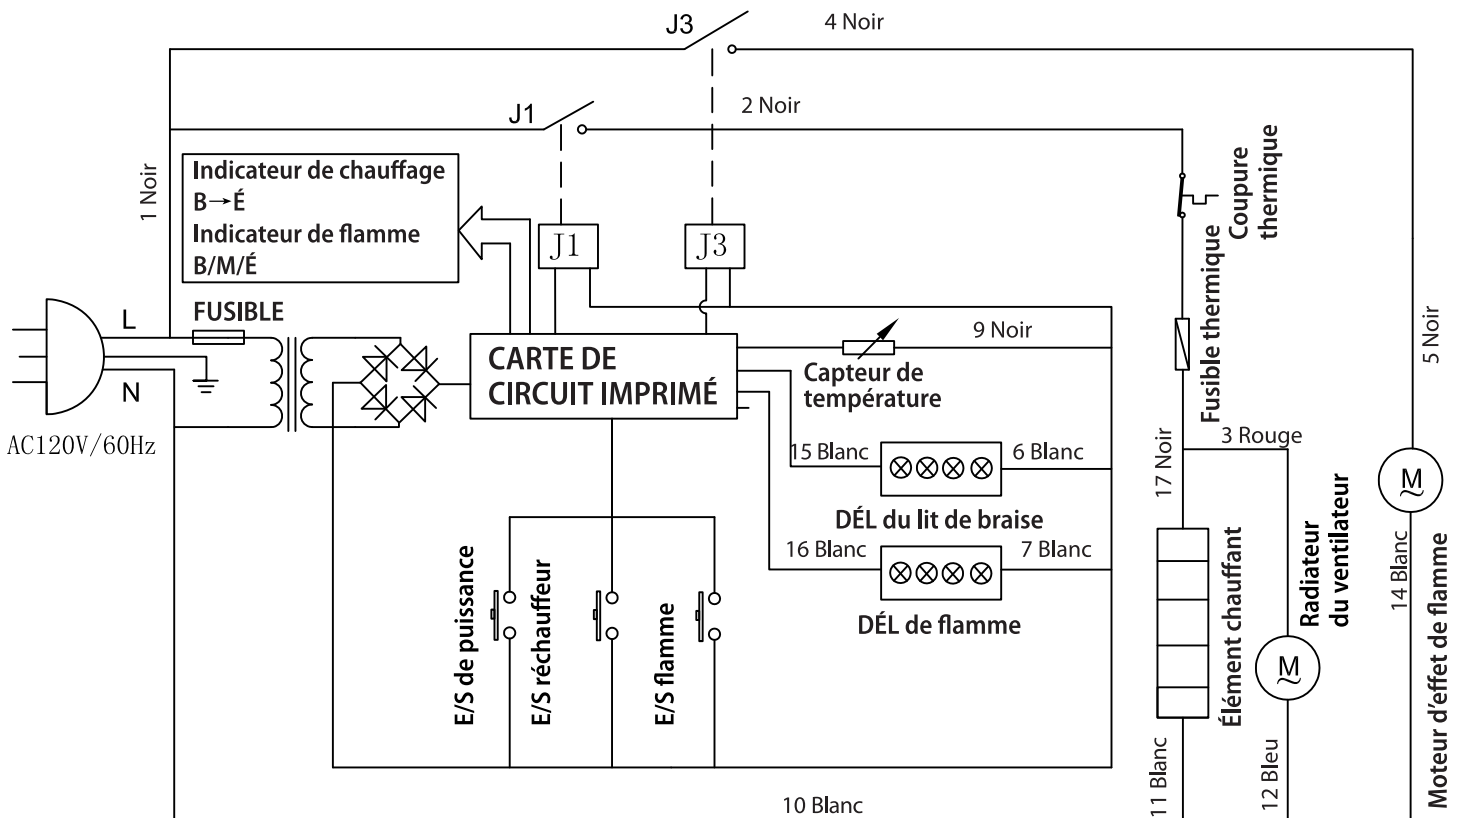 J3
4 Noir
J1
2 Noir
1 Noir
Indicateur de chauffage
B→É
Indicateur de flamme
B/M/É
J1
J3
Coupure
thermique
Fusible thermique
L
FUSIBLE
N
AC120V/60Hz
CARTE DE
CIRCUIT IMPRIMÉ
9 Noir
Capteur de
température
5 Noir
3 Rouge
17 Noir
15 Blanc
6 Blanc
DÉL du lit de braise
16 Blanc
7 Blanc
DÉL de flamme
E/S de puissance
E/S réchauffeur
E/S flamme
Élément chauffant
Radiateur
du ventilateur
M
M
14 Blanc
Moteur d'effet de flamme
11 Blanc
12 Bleu
10 Blanc